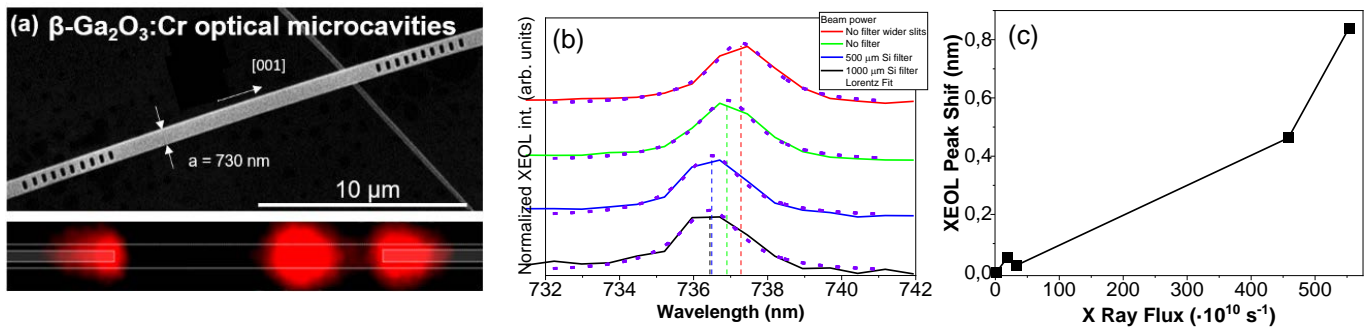 (a) β-Ga₂O₃:Cr optical microcavities
[001]
a = 730 nm
10 µm
(b)
Normalized XEOL int. (arb. units)
Beam power
No filter wider slits
No filter
500 µm Si filter
1000 µm Si filter
Lorentz Fit
732 733 734 736 737 738 740 741 742
Wavelength (nm)
(c)
XEOL Peak Shif (nm)
0,8
0,6
0,4
0,2
0,0
0 100 200 300 400 500
X Ray Flux (·10¹⁰ s⁻¹)